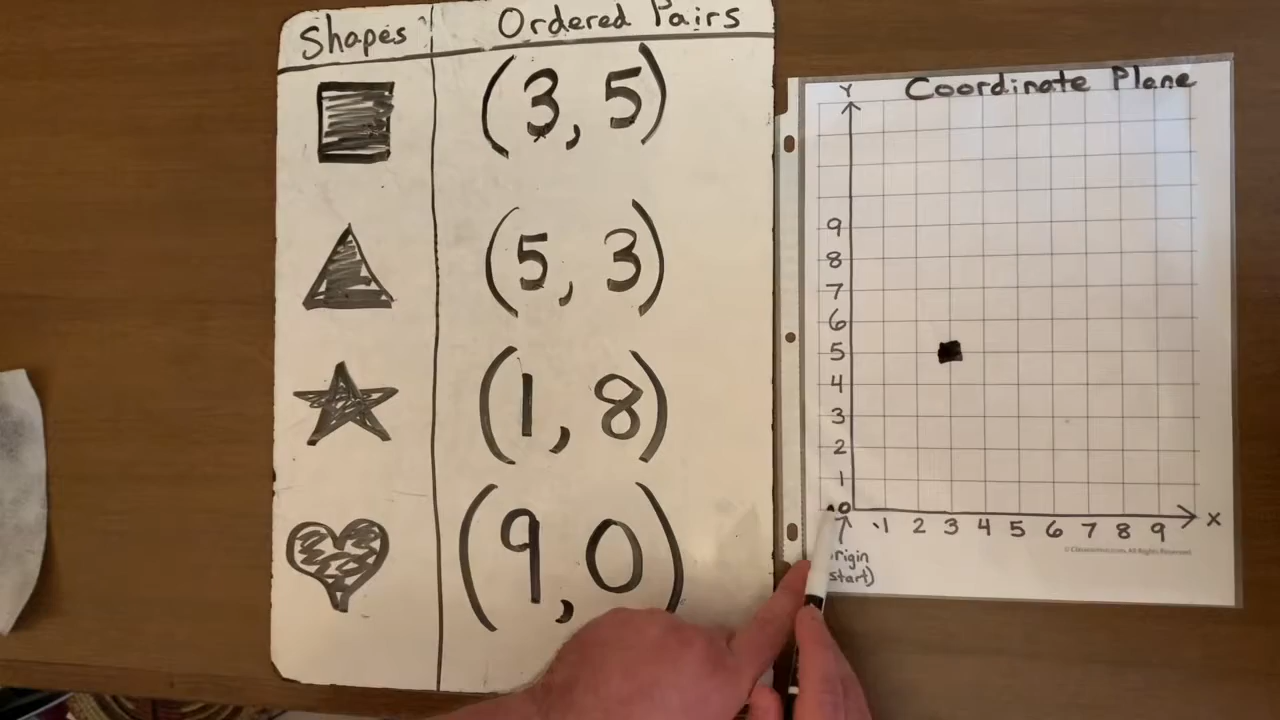 Shapes Ordered Pairs
(3, 5)
(5, 3)
(1, 8)
(9, 0)
Coordinate Plane
Y
9
8
7
6
5
4
3
2
1
0
1 2 3 4 5 6 7 8 9 X
rigin
start)